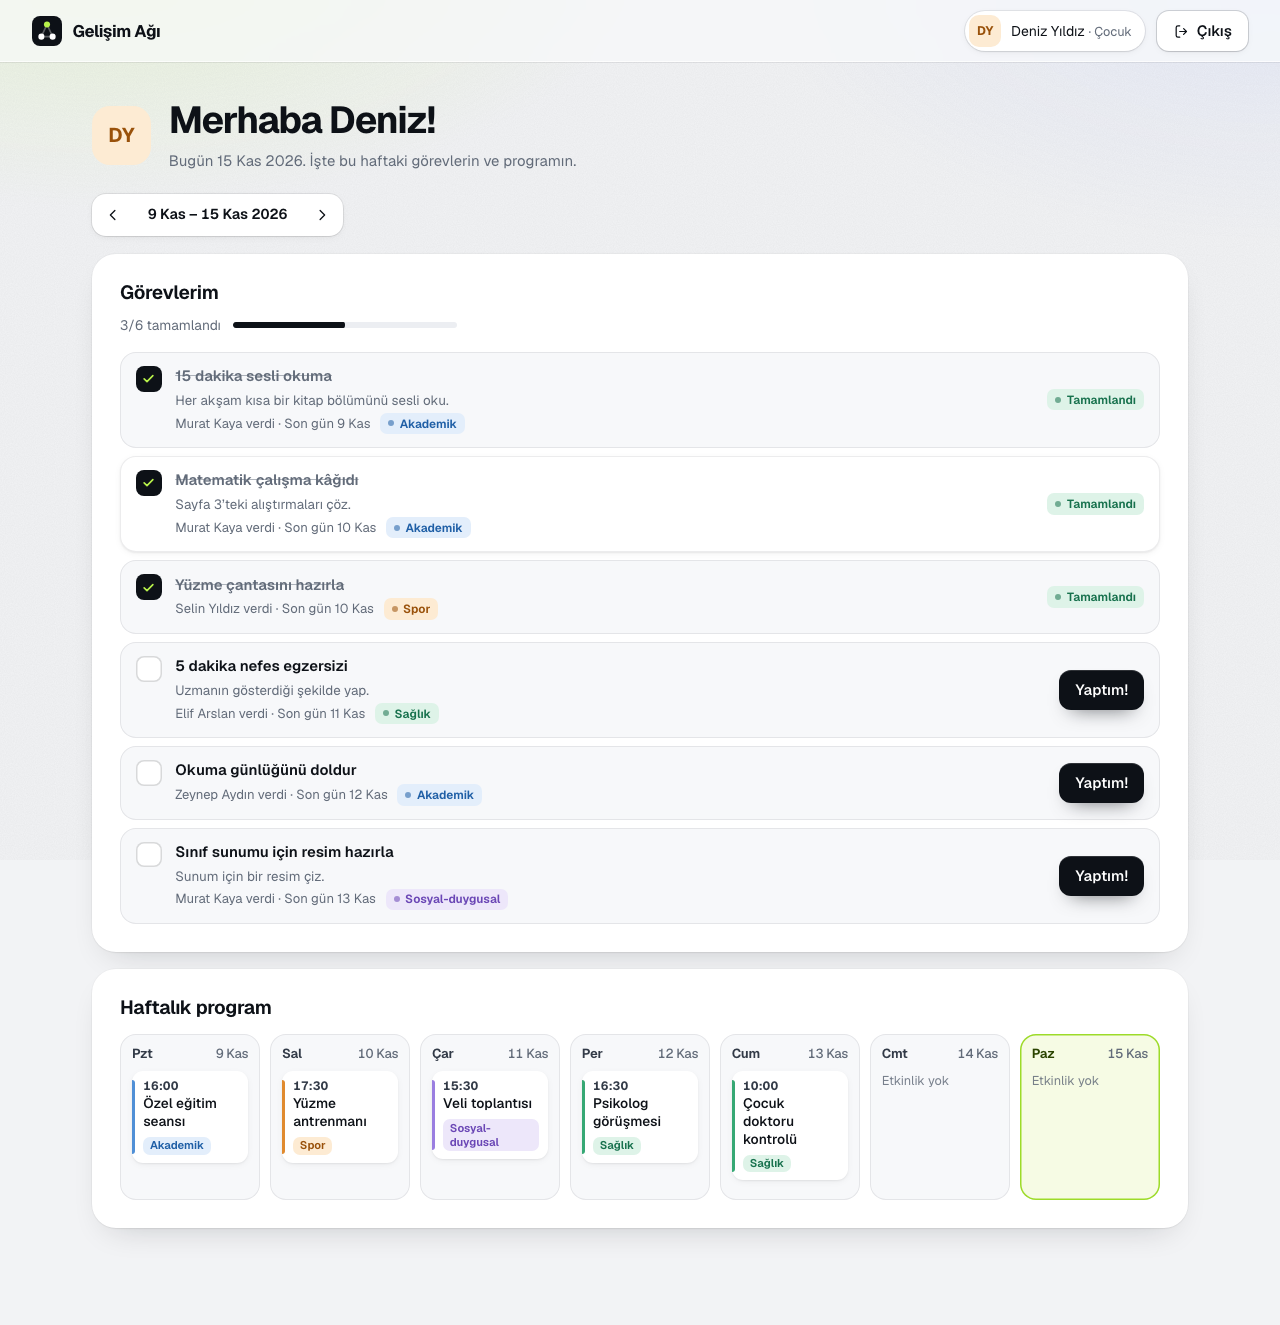 Gelişim Ağı
DY Deniz Yıldız · Çocuk
Çıkış
DY
Merhaba Deniz!
Bugün 15 Kas 2026. İşte bu haftaki görevlerin ve programın.
9 Kas – 15 Kas 2026
Görevlerim
3/6 tamamlandı
15 dakika sesli okuma
Her akşam kısa bir kitap bölümünü sesli oku.
Murat Kaya verdi · Son gün 9 Kas Akademik
Tamamlandı
Matematik çalışma kâğıdı
Sayfa 3'teki alıştırmaları çöz.
Murat Kaya verdi · Son gün 10 Kas Akademik
Tamamlandı
Yüzme çantasını hazırla
Selin Yıldız verdi · Son gün 10 Kas Spor
Tamamlandı
5 dakika nefes egzersizi
Uzmanın gösterdiği şekilde yap.
Elif Arslan verdi · Son gün 11 Kas Sağlık
Yaptım!
Okuma günlüğünü doldur
Zeynep Aydın verdi · Son gün 12 Kas Akademik
Yaptım!
Sınıf sunumu için resim hazırla
Sunum için bir resim çiz.
Murat Kaya verdi · Son gün 13 Kas Sosyal-duygusal
Yaptım!
Haftalık program
Pzt 9 Kas
16:00
Özel eğitim
seansı
Akademik
Sal 10 Kas
17:30
Yüzme
antrenmanı
Spor
Çar 11 Kas
15:30
Veli toplantısı
Sosyal-
duygusal
Per 12 Kas
16:30
Psikolog
görüşmesi
Sağlık
Cum 13 Kas
10:00
Çocuk
doktoru
kontrolü
Sağlık
Cmt 14 Kas
Etkinlik yok
Paz 15 Kas
Etkinlik yok